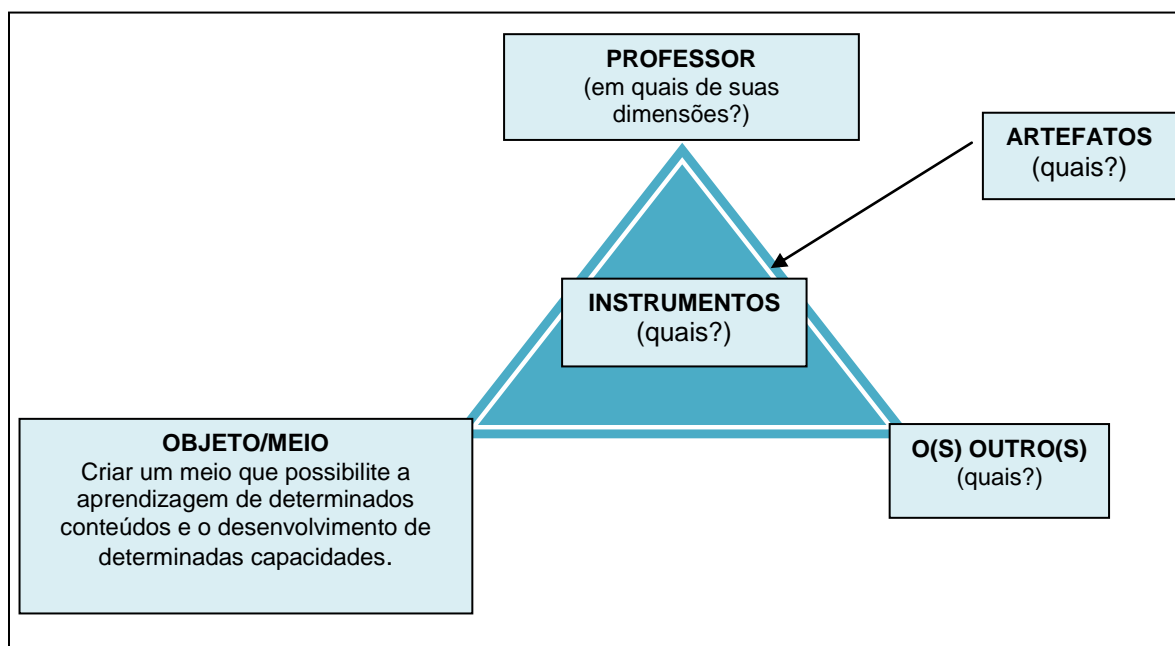 PROFESSOR
(em quais de suas
dimensões?)
ARTEFATOS
(quais?)
INSTRUMENTOS
(quais?)
OBJETO/MEIO
Criar um meio que possibilite a
aprendizagem de determinados
conteúdos e o desenvolvimento de
determinadas capacidades.
O(S) OUTRO(S)
(quais?)